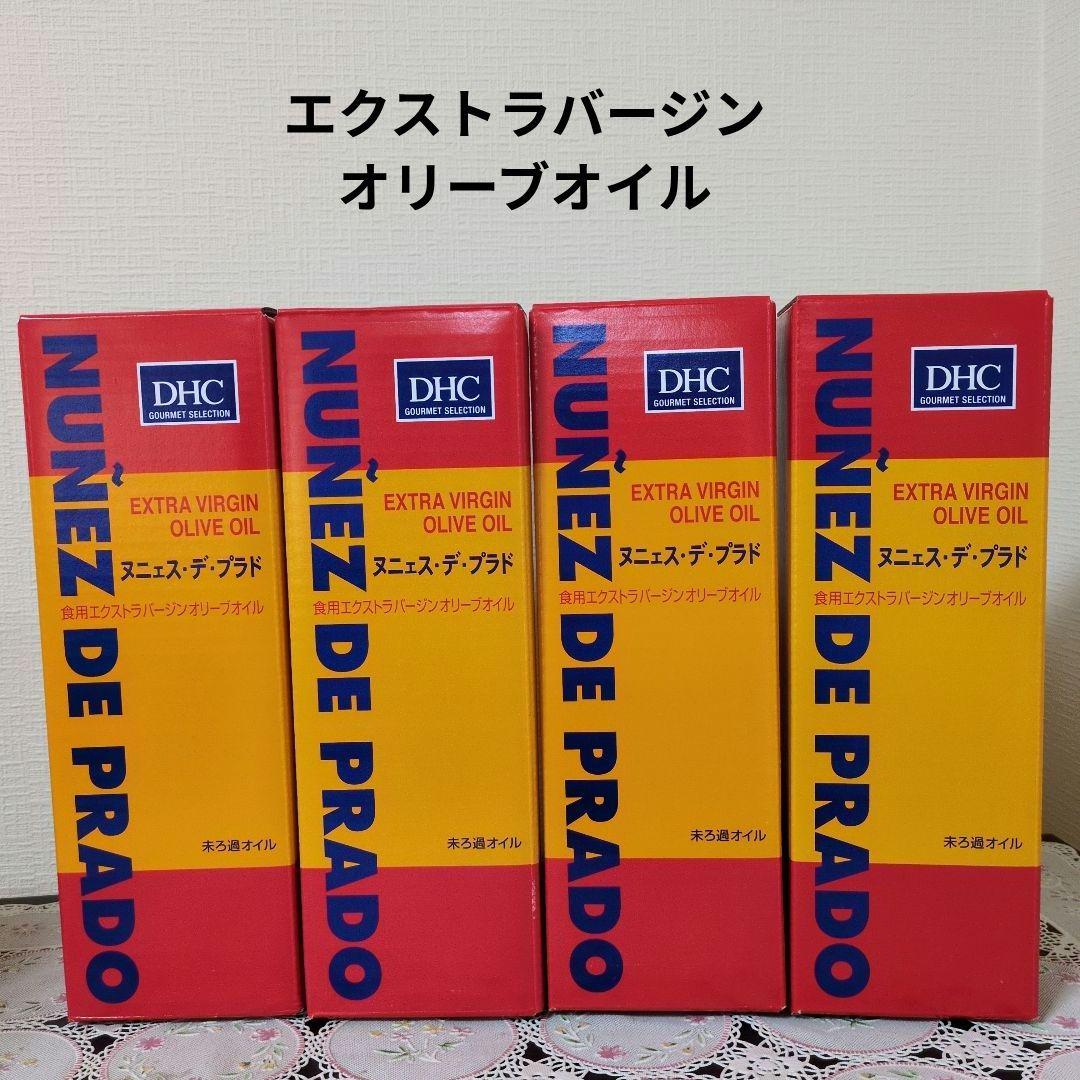 エクストラバージン
オリーブオイル
NUÑEZ DE PRADO
DHC
GOURMET SELECTION
EXTRA VIRGIN
OLIVE OIL
ヌニェス・デ・プラド
食用エクストラバージンオリーブオイル
未ろ過オイル
NUÑEZ DE PRADO
DHC
GOURMET SELECTION
EXTRA VIRGIN
OLIVE OIL
ヌニェス・デ・プラド
食用エクストラバージンオリーブオイル
未ろ過オイル
NUÑEZ DE PRADO
DHC
GOURMET SELECTION
EXTRA VIRGIN
OLIVE OIL
ヌニェス・デ・プラド
食用エクストラバージンオリーブオイル
未ろ過オイル
NUÑEZ DE PRADO
DHC
GOURMET SELECTION
EXTRA VIRGIN
OLIVE OIL
ヌニェス・デ・プラド
食用エクストラバージンオリーブオイル
未ろ過オイル